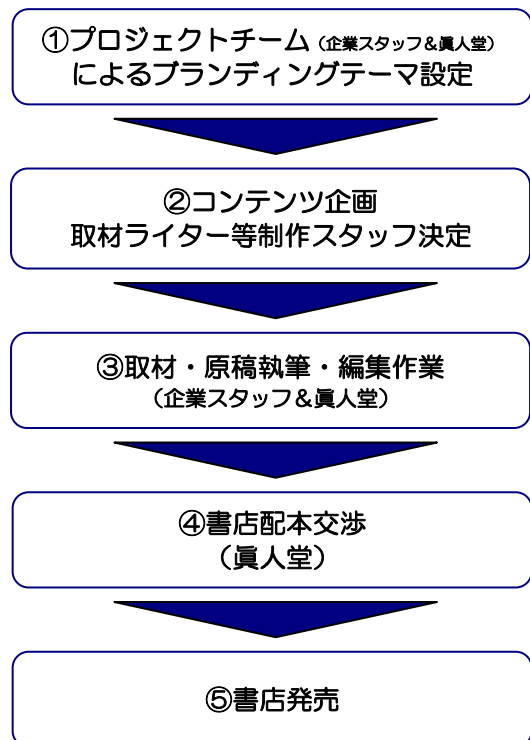 ①プロジェクトチーム(企業スタッフ&眞人堂)
によるブランディングテーマ設定
②コンテンツ企画
取材ライター等制作スタッフ決定
③取材・原稿執筆・編集作業
(企業スタッフ&眞人堂)
④書店配本交渉
(眞人堂)
⑤書店発売